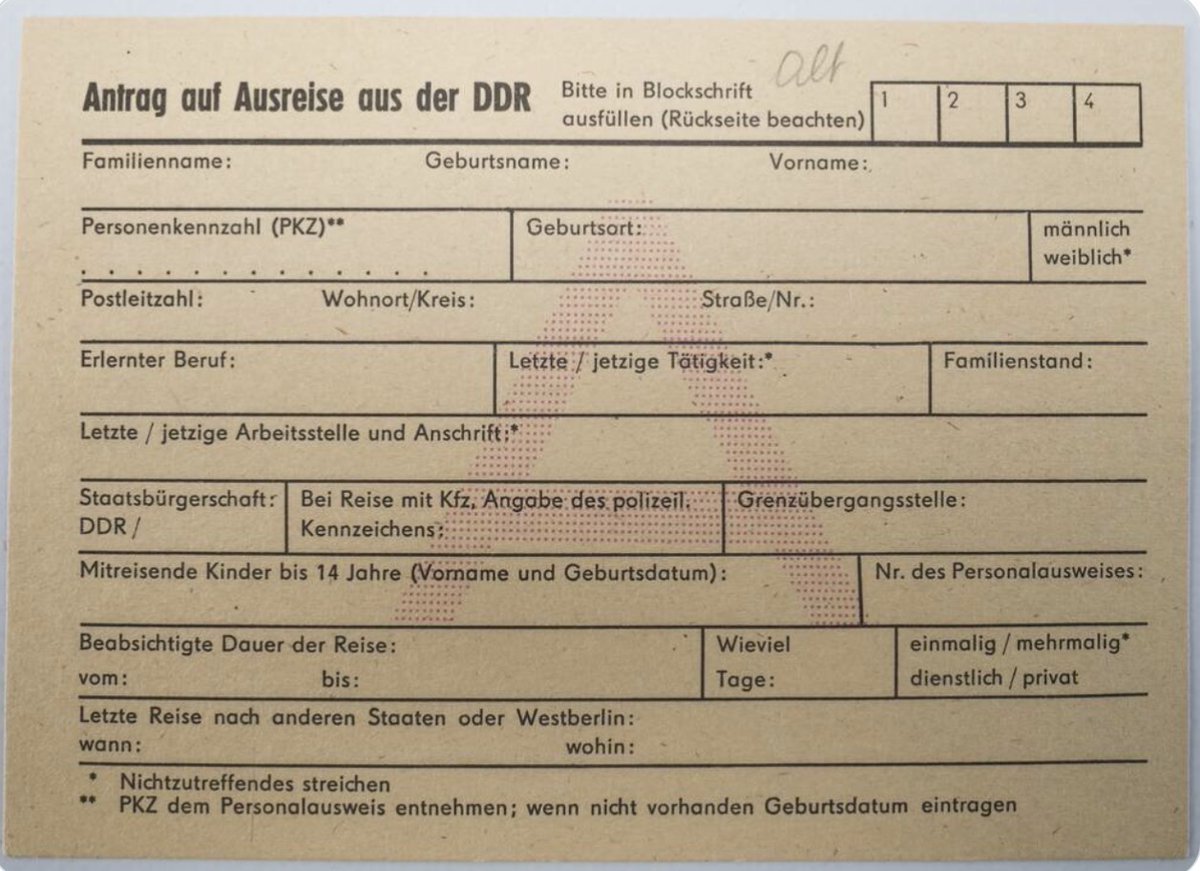 alt
Antrag auf Ausreise aus der DDR
Bitte in Blockschrift
ausfüllen (Rückseite beachten)
1 2 3 4
Familienname: Geburtsname: Vorname:
Personenkennzahl (PKZ)** Geburtsort: männlich
weiblich*
. . . . . . . . . . . . .
Postleitzahl: Wohnort/Kreis: Straße/Nr.:
Erlernter Beruf: Letzte / jetzige Tätigkeit:* Familienstand:
Letzte / jetzige Arbeitsstelle und Anschrift:*
Staatsbürgerschaft: Bei Reise mit Kfz, Angabe des polizeil. Grenzübergangsstelle:
DDR / Kennzeichens:
Mitreisende Kinder bis 14 Jahre (Vorname und Geburtsdatum): Nr. des Personalausweises:
Beabsichtigte Dauer der Reise: Wieviel einmalig / mehrmalig*
vom: bis: Tage: dienstlich / privat
Letzte Reise nach anderen Staaten oder Westberlin:
wann: wohin:
* Nichtzutreffendes streichen
** PKZ dem Personalausweis entnehmen; wenn nicht vorhanden Geburtsdatum eintragen
A